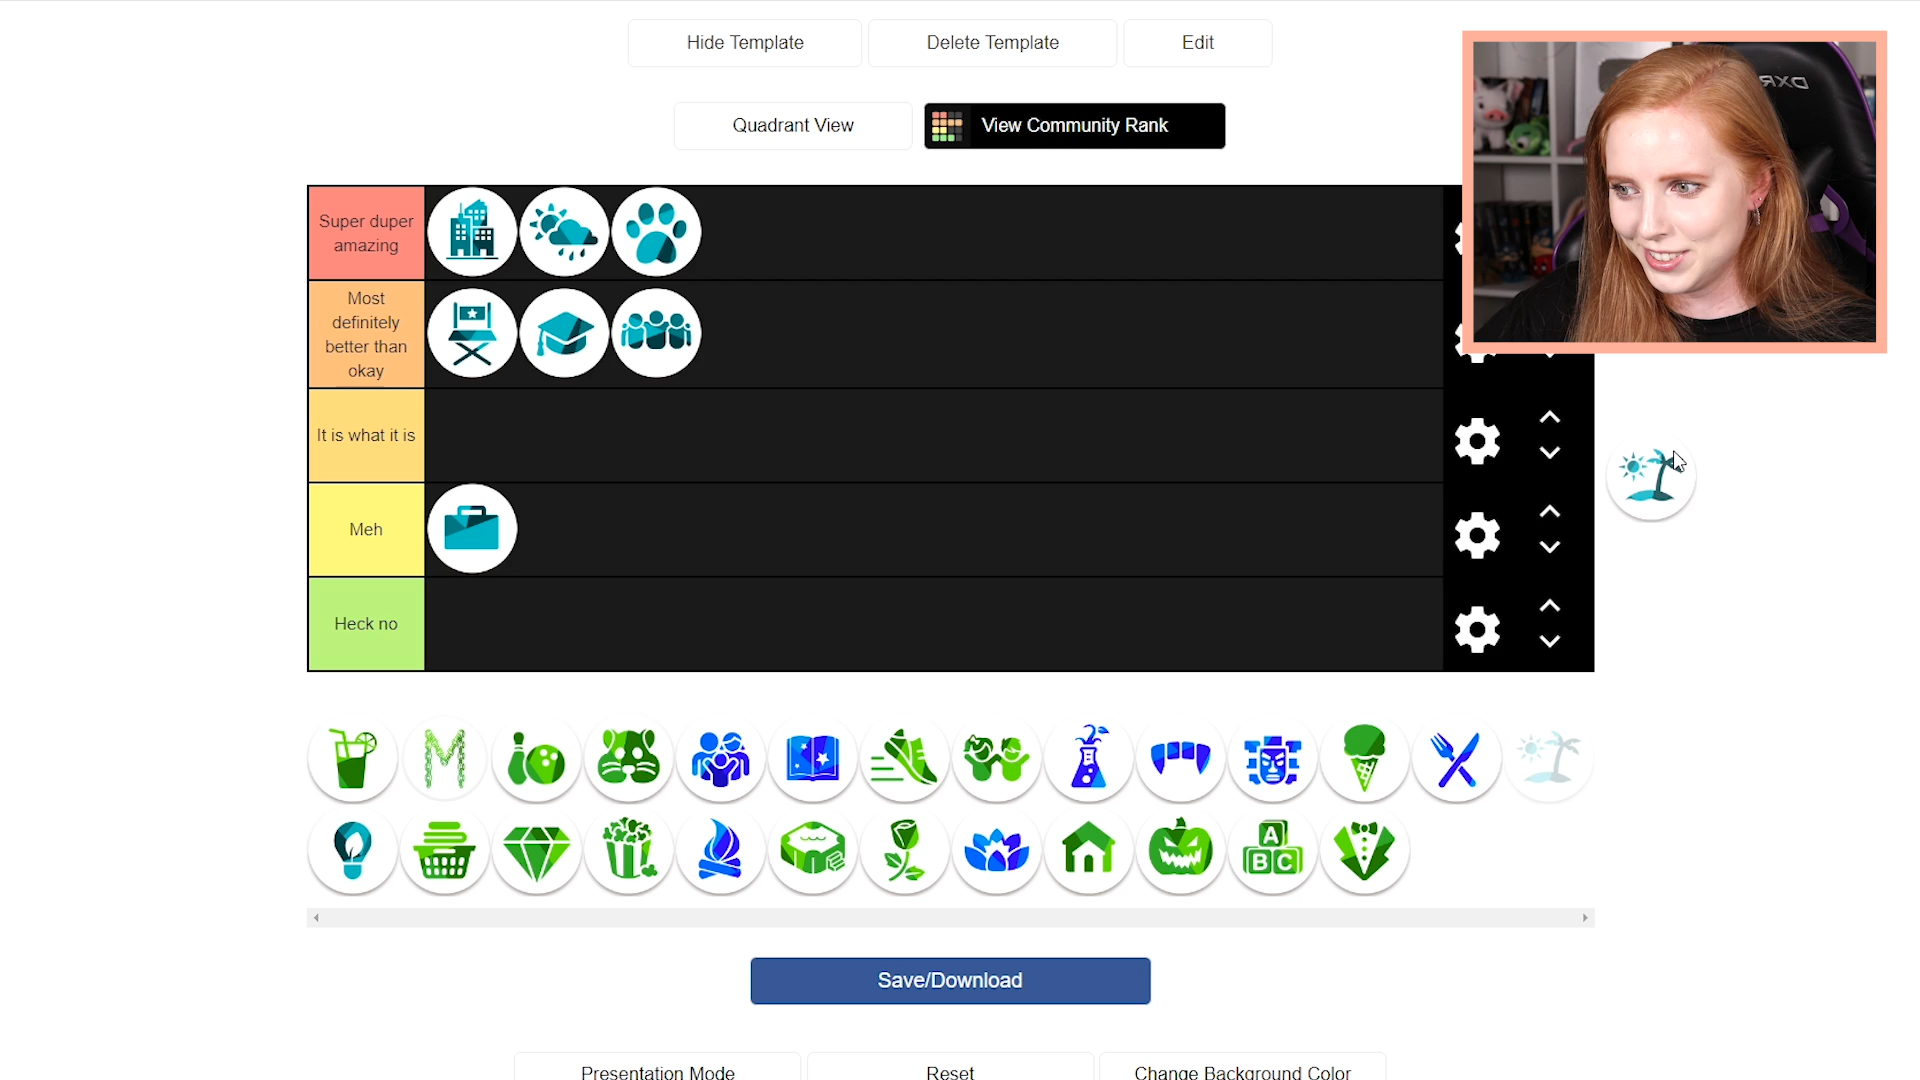 Hide Template
Delete Template
Edit
Quadrant View
View Community Rank
DXR
Super duper
amazing
Most
definitely
better than
okay
It is what it is
Meh
Heck no
M
A
B C
Save/Download
Presentation Mode
Reset
Change Background Color